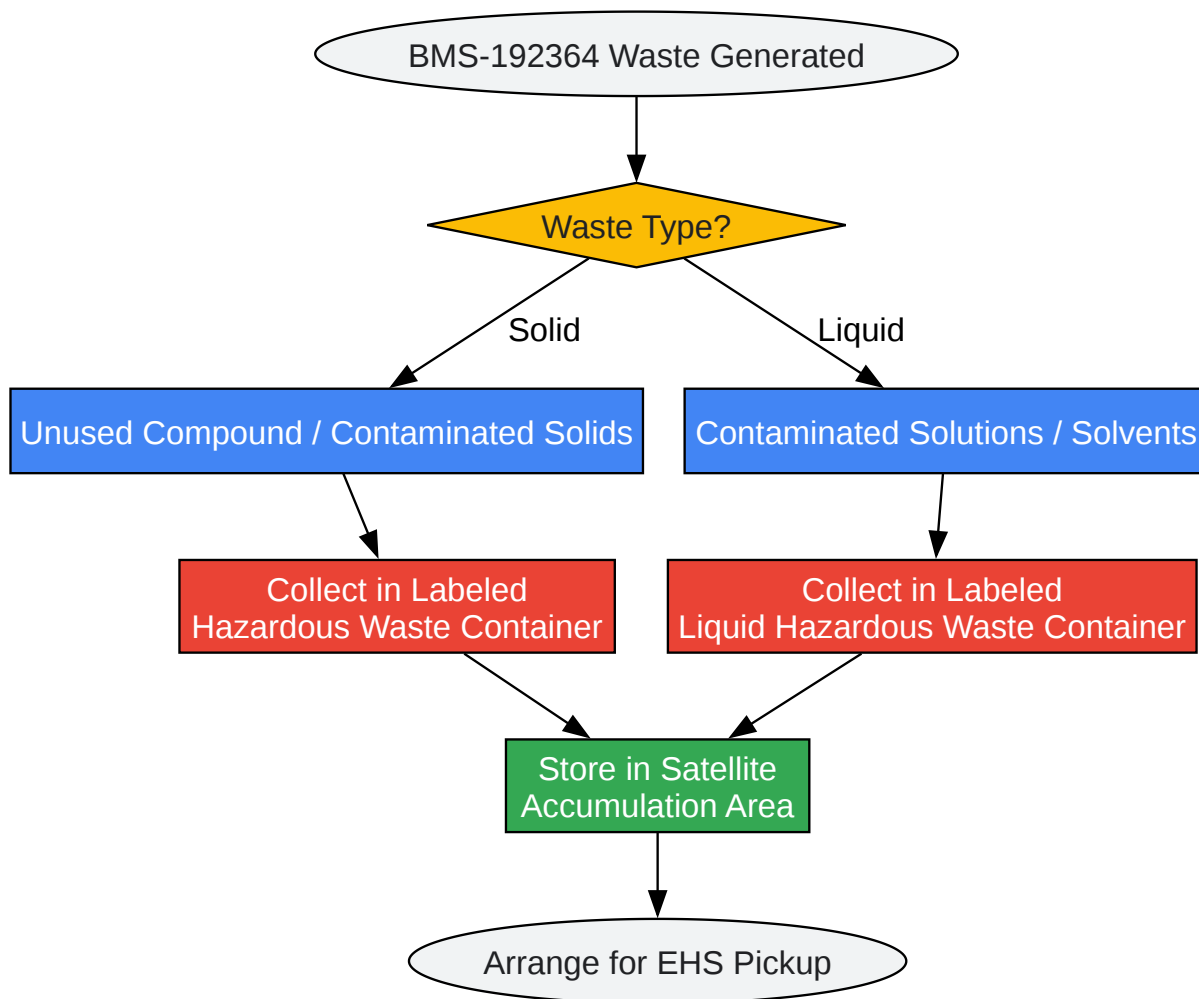 BMS-192364 Waste Generated
Waste Type?
Solid
Liquid
Unused Compound / Contaminated Solids
Contaminated Solutions / Solvents
Collect in Labeled
Hazardous Waste Container
Collect in Labeled
Liquid Hazardous Waste Container
Store in Satellite
Accumulation Area
Arrange for EHS Pickup